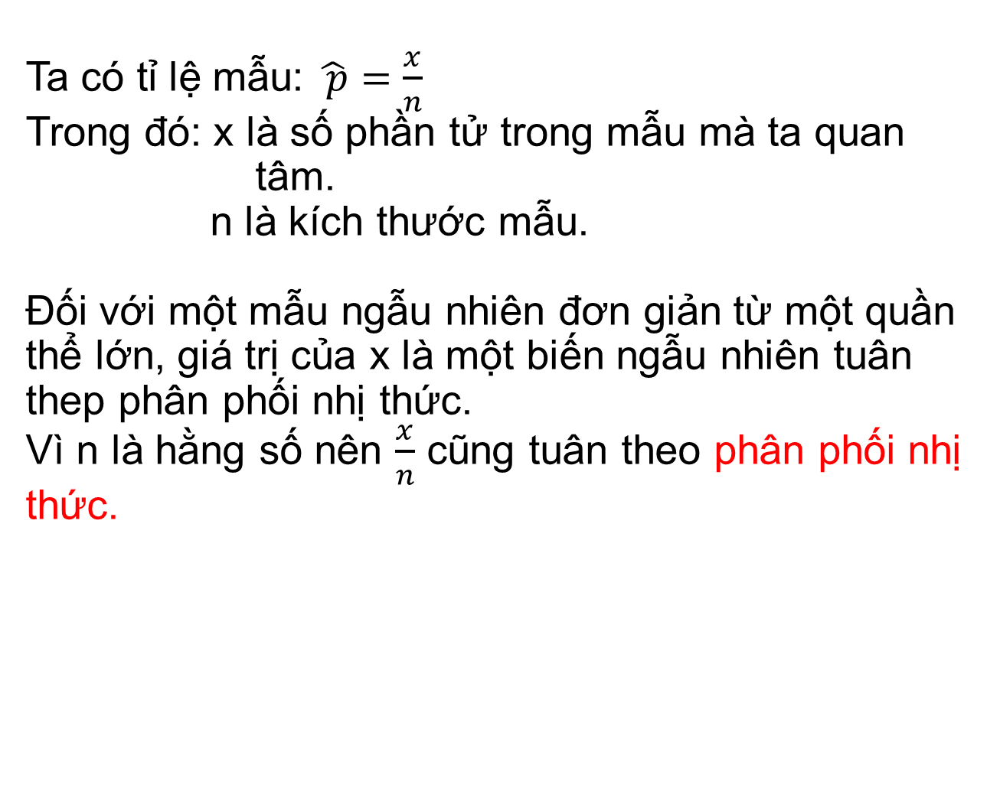 Ta có tỉ lệ mẫu: p̂ = x/n
Trong đó: x là số phần tử trong mẫu mà ta quan
tâm.
n là kích thước mẫu.
Đối với một mẫu ngẫu nhiên đơn giản từ một quần
thể lớn, giá trị của x là một biến ngẫu nhiên tuân
thep phân phối nhị thức.
Vì n là hằng số nên x/n cũng tuân theo phân phối nhị
thức.